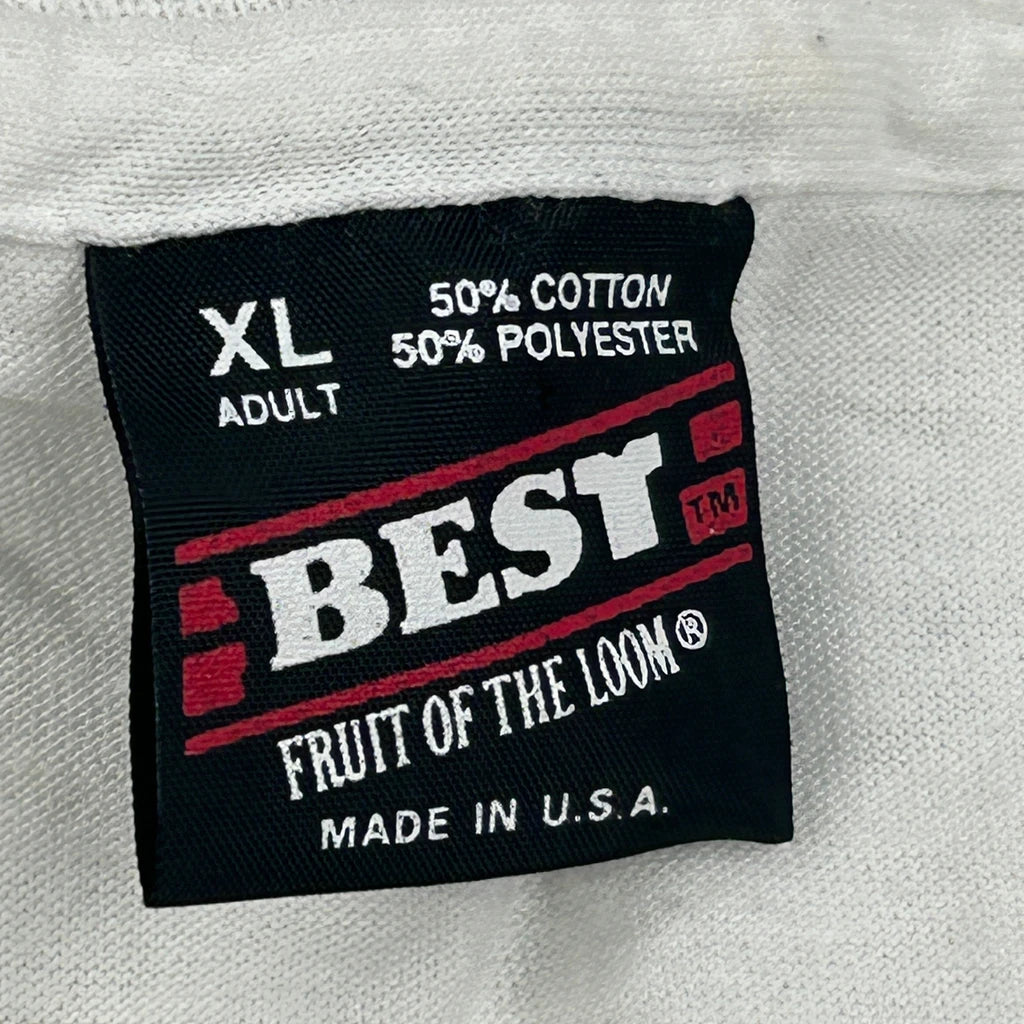 XL
ADULT
50% COTTON
50% POLYESTER
BEST
TM
FRUIT OF THE LOOM®
MADE IN U.S.A.